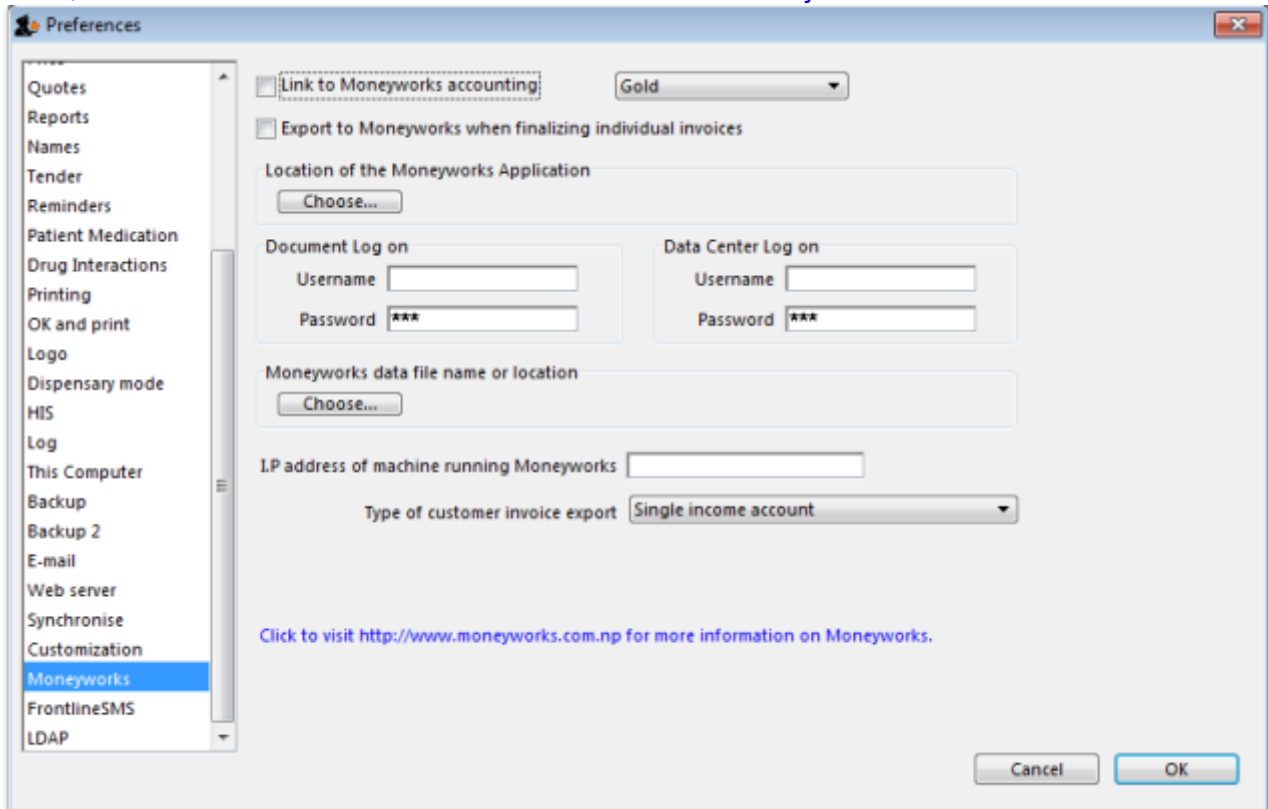 Preferences
Quotes
Reports
Names
Tender
Reminders
Patient Medication
Drug Interactions
Printing
OK and print
Logo
Dispensary mode
HIS
Log
This Computer
Backup
Backup 2
E-mail
Web server
Synchronise
Customization
Moneyworks
FrontlineSMS
LDAP
Link to Moneyworks accounting Gold
Export to Moneyworks when finalizing individual invoices
Location of the Moneyworks Application
Choose...
Document Log on Data Center Log on
Username Username
Password *** Password ***
Moneyworks data file name or location
Choose...
I.P address of machine running Moneyworks
Type of customer invoice export Single income account
Click to visit http://www.moneyworks.com.np for more information on Moneyworks.
Cancel OK